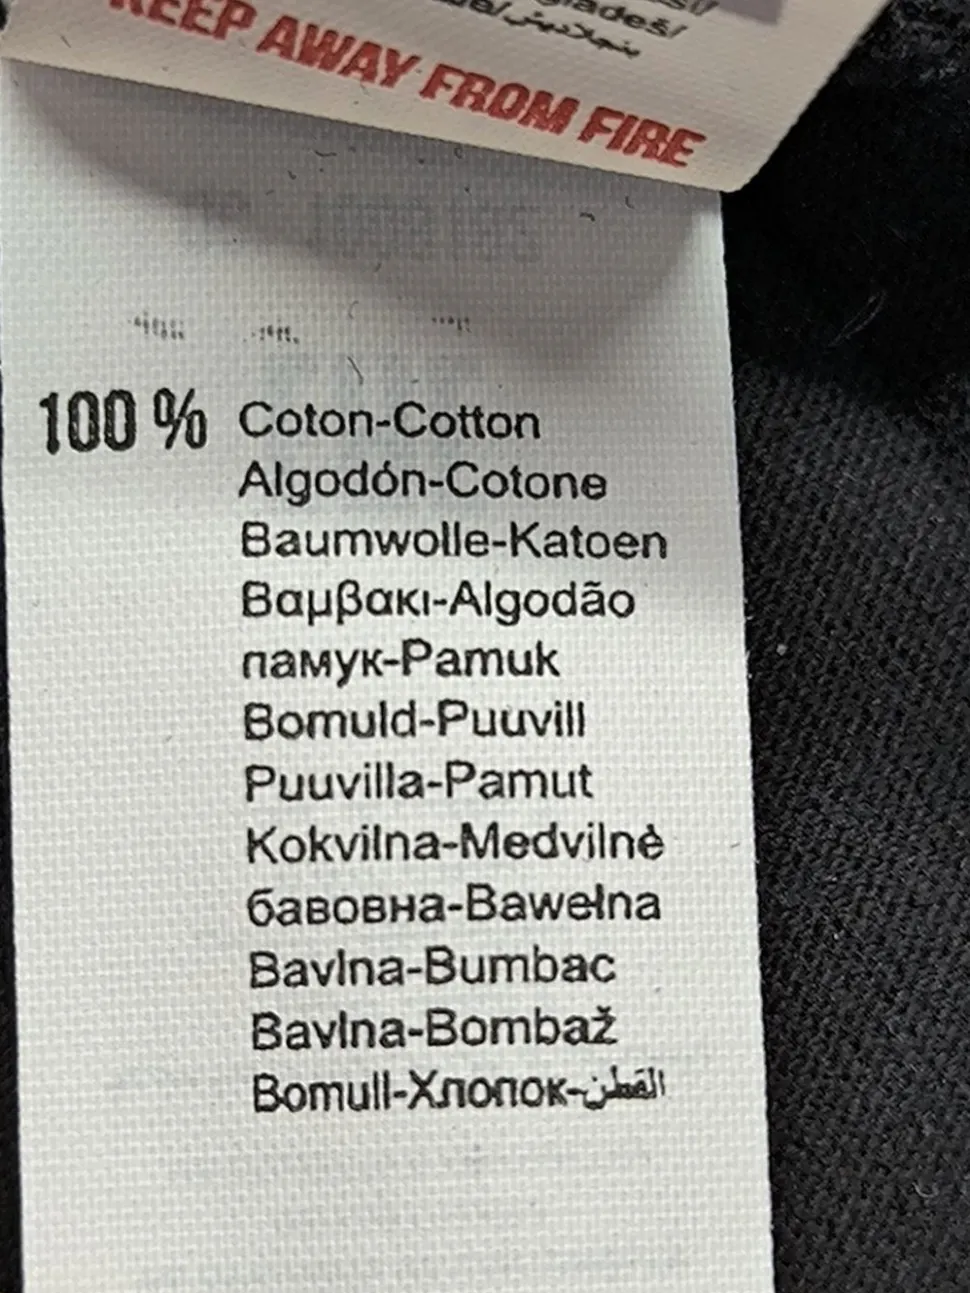 KEEP AWAY FROM FIRE
100 % Coton-Cotton
Algodón-Cotone
Baumwolle-Katoen
Βαμβακι-Algodão
памук-Pamuk
Bomuld-Puuvill
Puuvilla-Pamut
Kokvilna-Medvilnė
бавовна-Bawełna
Bavlna-Bumbac
Bavlna-Bombaž
Bomull-Хлопок-القطن